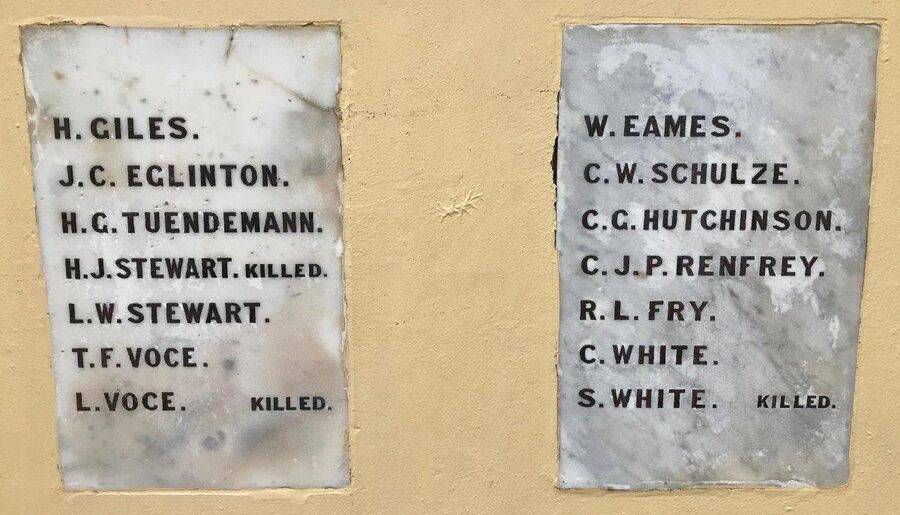 H. GILES.
J. C. EGLINTON.
H. G. TUENDEMANN.
H. J. STEWART. KILLED.
L. W. STEWART.
T. F. VOCE.
L. VOCE. KILLED.
W. EAMES.
C. W. SCHULZE.
C. G. HUTCHINSON.
C. J. P. RENFREY.
R. L. FRY.
C. WHITE.
S. WHITE. KILLED.